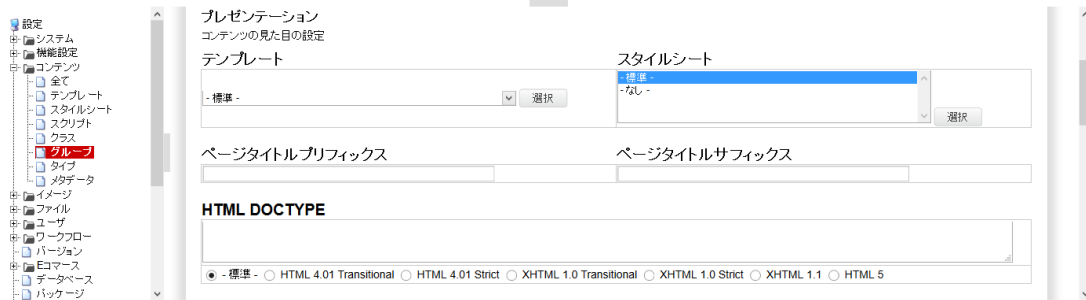 設定
システム
機能設定
コンテンツ
全て
テンプレート
スタイルシート
スクリプト
クラス
グループ
タイプ
メタデータ
イメージ
ファイル
ユーザ
ワークフロー
バージョン
Eコマース
データベース
パッケージ
プレゼンテーション
コンテンツの見た目の設定
テンプレート
- 標準 -
選択
スタイルシート
- 標準 -
- なし -
選択
ページタイトルプリフィックス
ページタイトルサフィックス
HTML DOCTYPE
- 標準 - HTML 4.01 Transitional HTML 4.01 Strict XHTML 1.0 Transitional XHTML 1.0 Strict XHTML 1.1 HTML 5